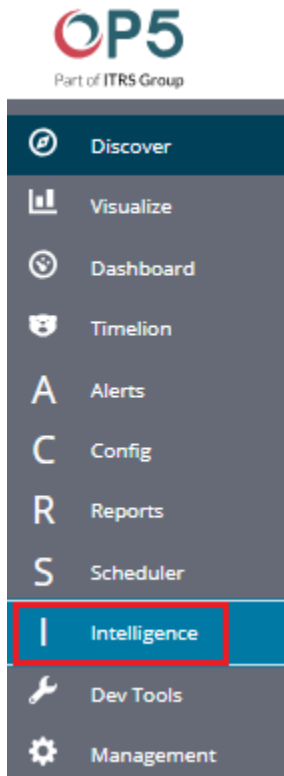 OP5
Part of ITRS Group
Discover
Visualize
Dashboard
Timelion
A Alerts
C Config
R Reports
S Scheduler
I Intelligence
Dev Tools
Management